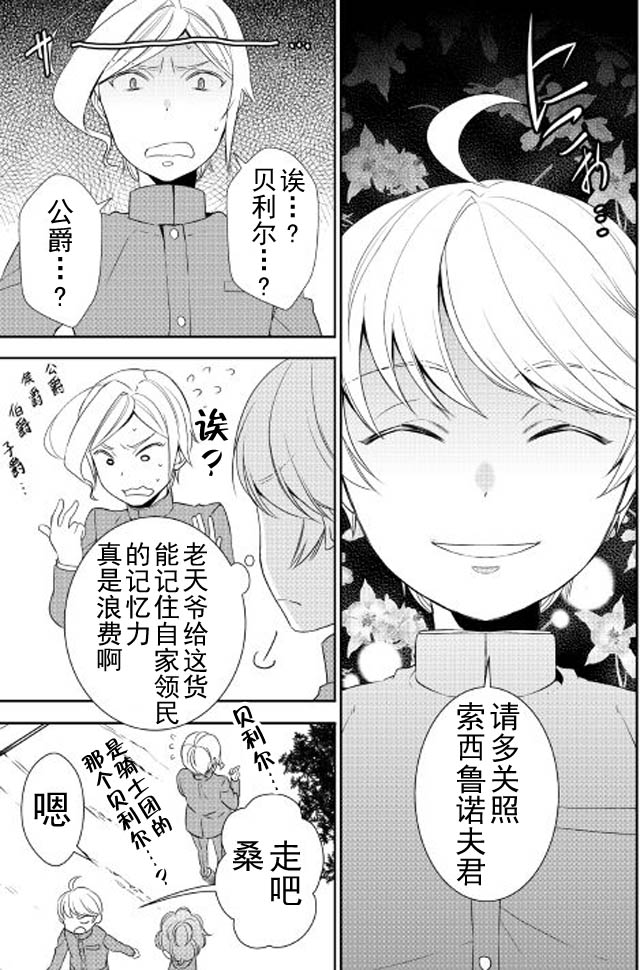 请多关照
索西鲁诺夫君
诶…？
贝利尔…？
公爵
…？
公爵
侯爵
伯爵
子爵…
诶？
老天爷给这货
能记住自家领民
的记忆力
真是浪费啊
贝利尔…
那是骑士团的
那个贝利尔…？
走吧
桑
嗯